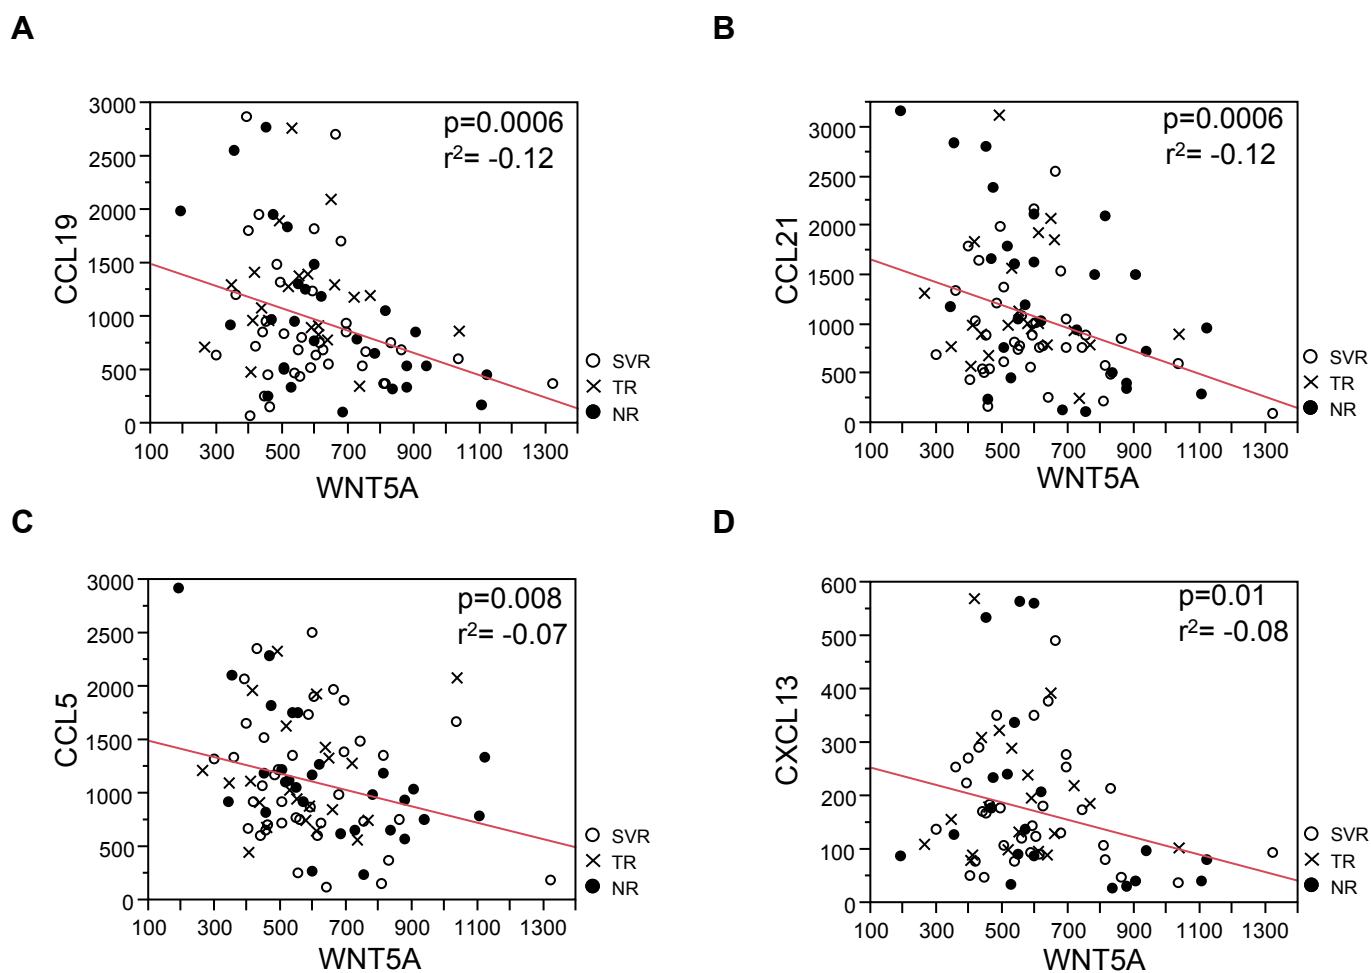 A
B
3000
2500
2000
1500
1000
500
0
CCL19
p=0.0006
r2= -0.12
100 300 500 700 900 1100 1300
WNT5A
SVR
TR
NR
3000
2500
2000
1500
1000
500
0
CCL21
p=0.0006
r2= -0.12
100 300 500 700 900 1100 1300
WNT5A
SVR
TR
NR
C
D
3000
2500
2000
1500
1000
500
0
CCL5
p=0.008
r2= -0.07
100 300 500 700 900 1100 1300
WNT5A
SVR
TR
NR
600
500
400
300
200
100
0
CXCL13
p=0.01
r2= -0.08
100 300 500 700 900 1100 1300
WNT5A
SVR
TR
NR